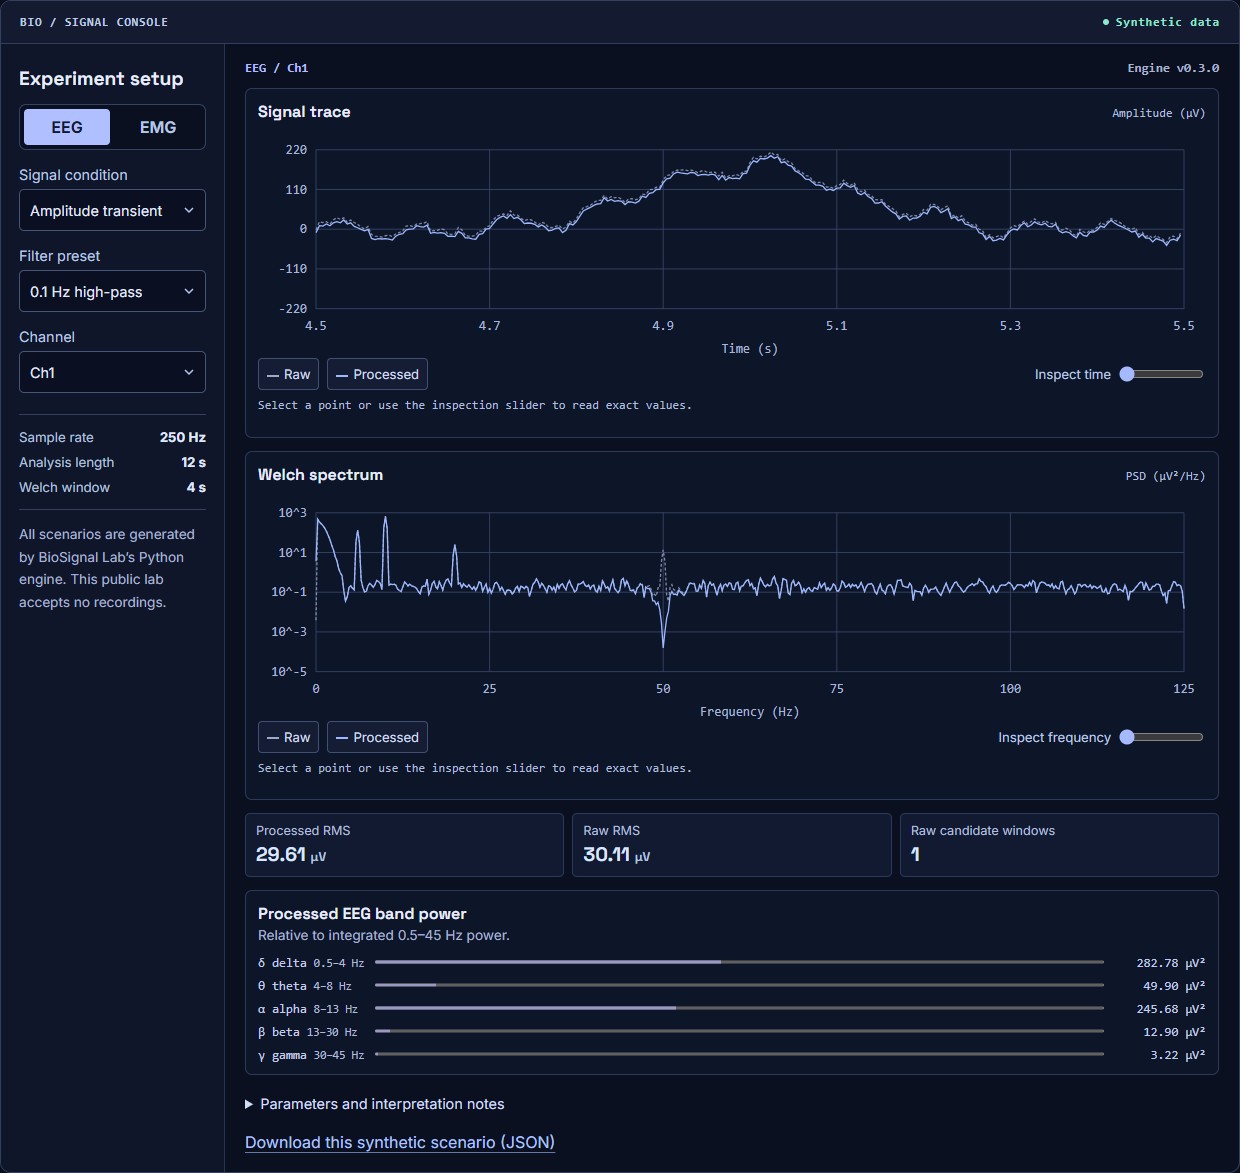 BIO / SIGNAL CONSOLE
Synthetic data
Experiment setup
EEG
EMG
Signal condition
Amplitude transient
Filter preset
0.1 Hz high-pass
Channel
Ch1
Sample rate 250 Hz
Analysis length 12 s
Welch window 4 s
All scenarios are generated
by BioSignal Lab's Python
engine. This public lab
accepts no recordings.
EEG / Ch1
Engine v0.3.0
Signal trace
Amplitude (µV)
220
110
0
-110
-220
4.5 4.7 4.9 5.1 5.3 5.5
Time (s)
Raw
Processed
Inspect time
Select a point or use the inspection slider to read exact values.
Welch spectrum
PSD (µV²/Hz)
10^3
10^1
10^-1
10^-3
10^-5
0 25 50 75 100 125
Frequency (Hz)
Raw
Processed
Inspect frequency
Select a point or use the inspection slider to read exact values.
Processed RMS
29.61 µV
Raw RMS
30.11 µV
Raw candidate windows
1
Processed EEG band power
Relative to integrated 0.5–45 Hz power.
δ delta 0.5–4 Hz 282.78 µV²
θ theta 4–8 Hz 49.90 µV²
α alpha 8–13 Hz 245.68 µV²
β beta 13–30 Hz 12.90 µV²
γ gamma 30–45 Hz 3.22 µV²
Parameters and interpretation notes
Download this synthetic scenario (JSON)